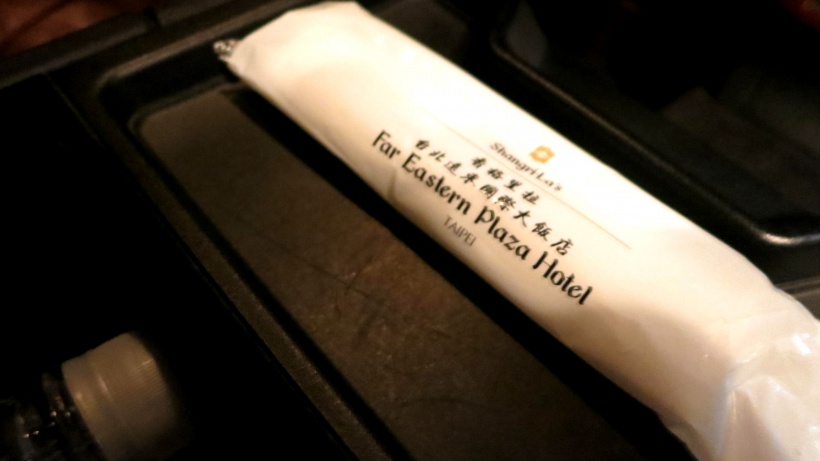 Shangri-La's
香格里拉
台北遠東國際大飯店
Far Eastern Plaza Hotel
TAIPEI